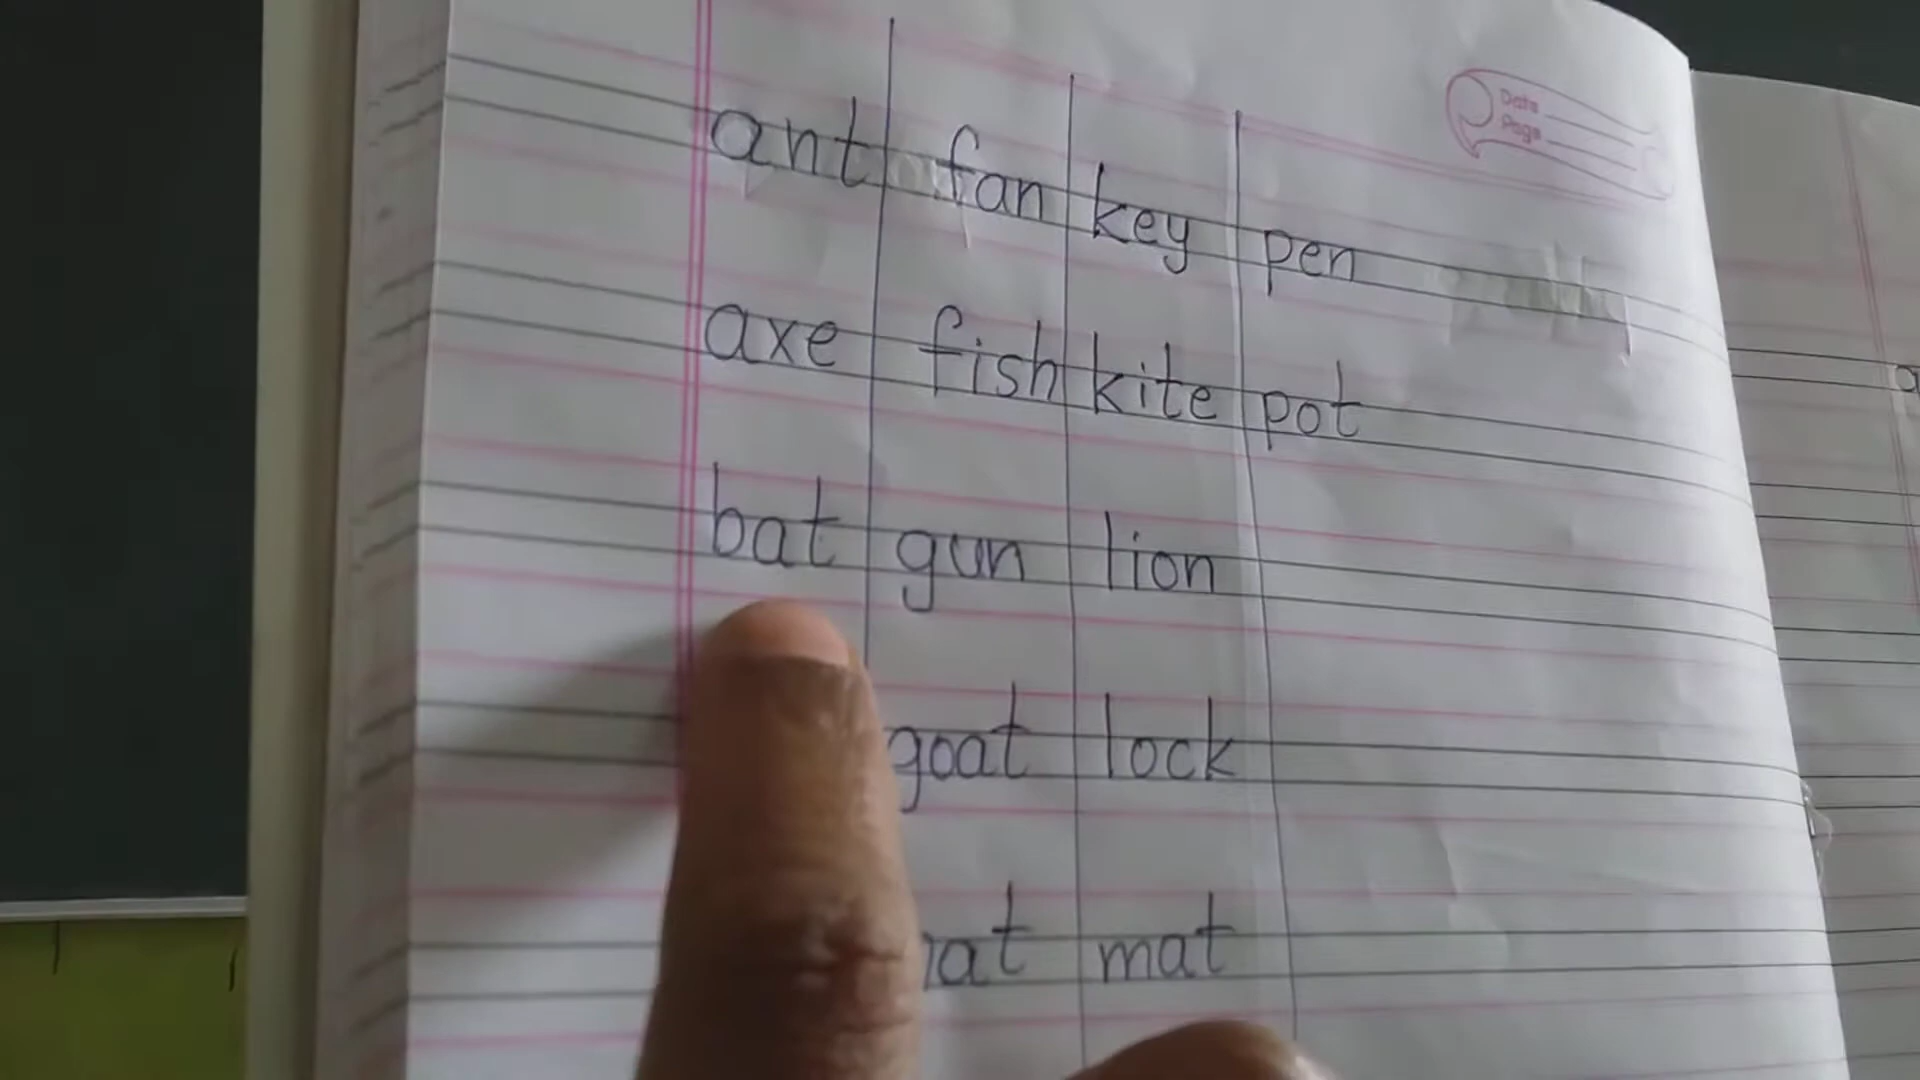 Date
Page
ant fan key pen
axe fish kite pot
bat gun lion
goat lock
mat